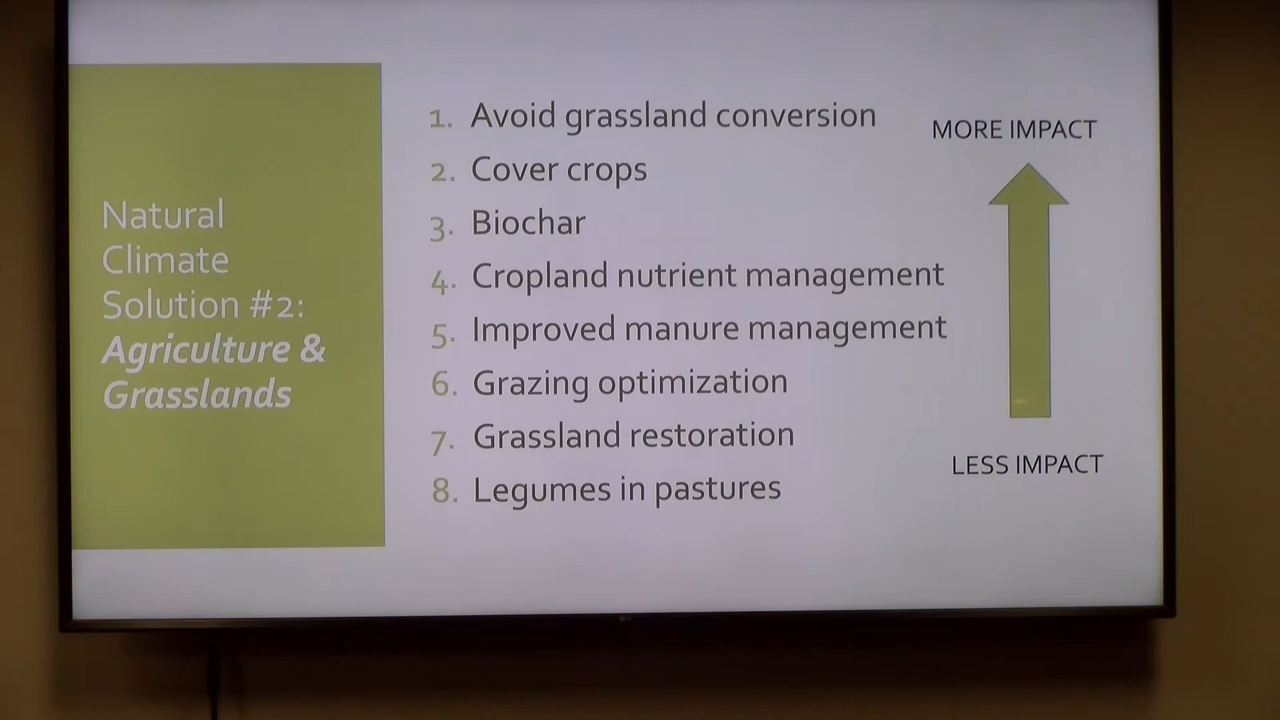 Natural
Climate
Solution #2:
Agriculture &
Grasslands
1. Avoid grassland conversion
2. Cover crops
3. Biochar
4. Cropland nutrient management
5. Improved manure management
6. Grazing optimization
7. Grassland restoration
8. Legumes in pastures
MORE IMPACT
LESS IMPACT